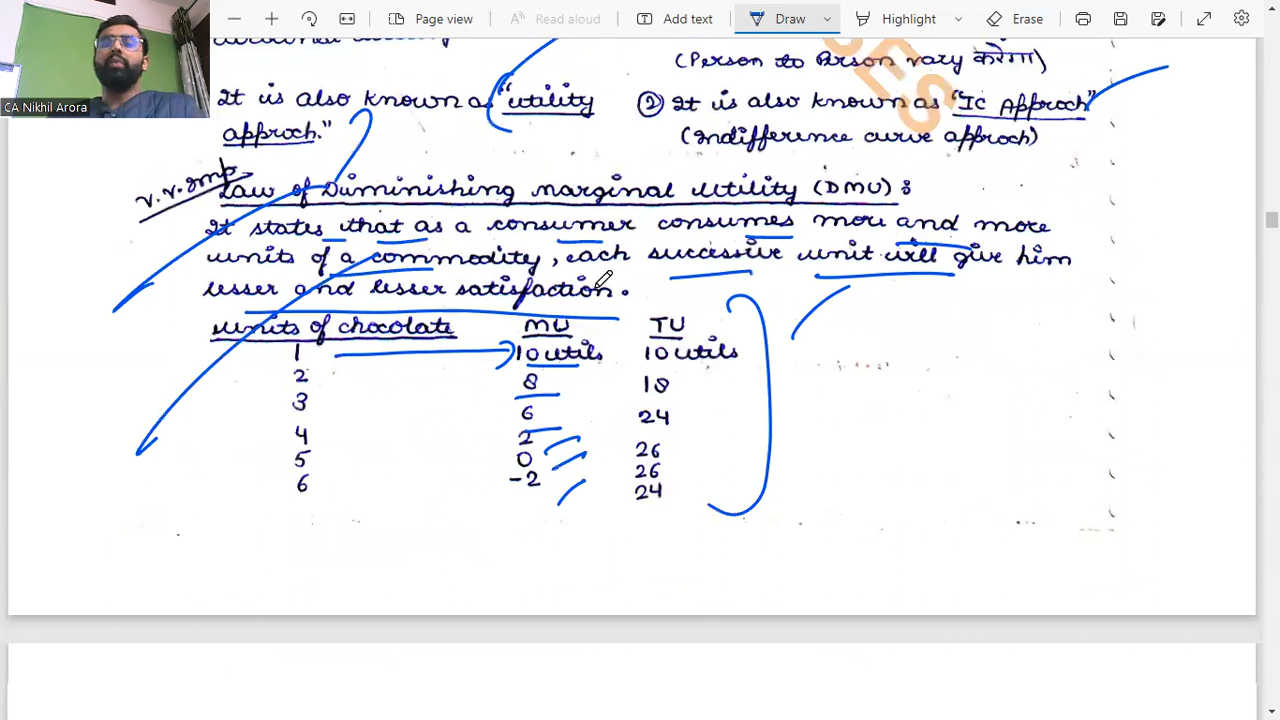 Page view
Read aloud
Add text
Draw
Highlight
Erase
CA Nikhil Arora
(Person to Person vary करेगा)
It is also known as "utility
approch."
② It is also known as "IC Approch"
(Indifference curve approch)
v.v.imp
Law of Diminishing marginal utility (DMU):
It states that as a consumer consumes more and more
units of a commodity, each successive unit will give him
lesser and lesser satisfaction.
Units of chocolate MU TU
1 10 utils 10 utils
2 8 18
3 6 24
4 2 26
5 0 26
6 -2 24